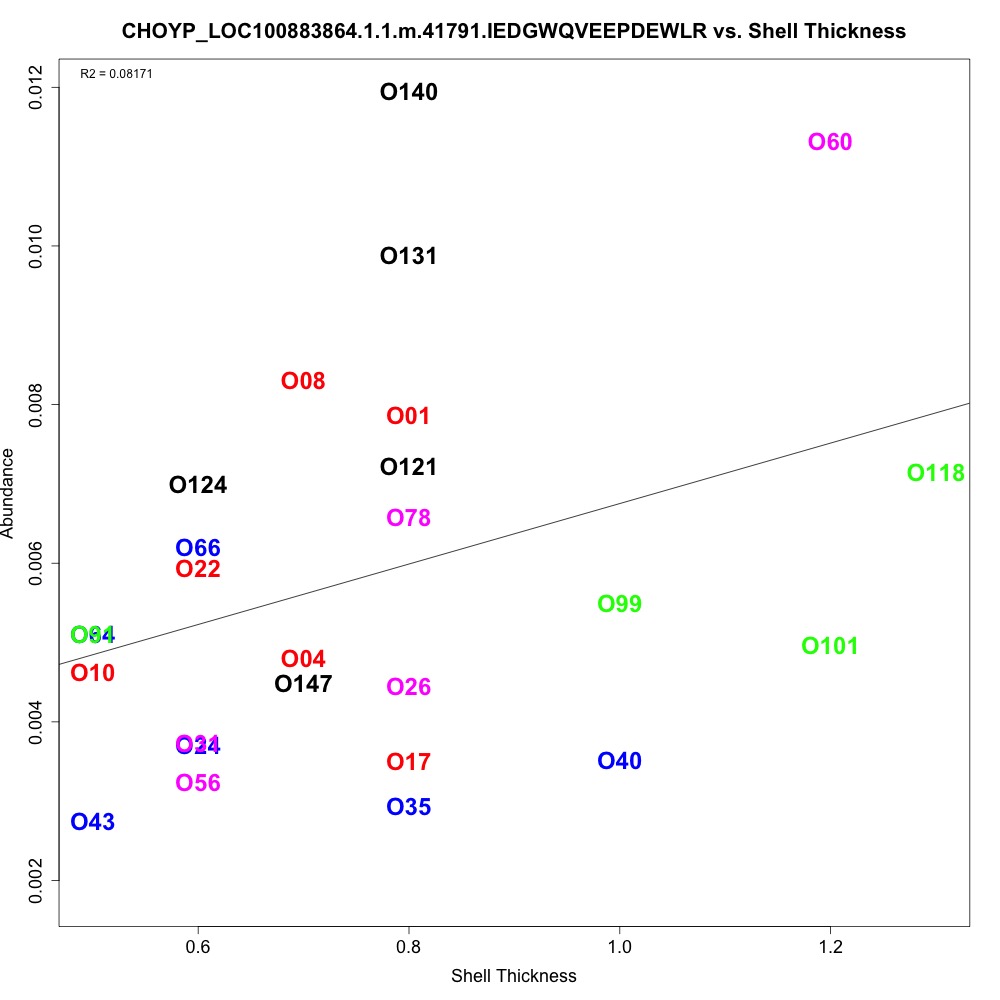 CHOYP_LOC100883864.1.1.m.41791.IEDGWQVEEPDEWLR vs. Shell Thickness
R2 = 0.08171
0.012
O140
O60
0.010
O131
O08
0.008
O01
O121
O118
O124
O78
O66
0.006
O22
O99
O101
O04
O10
O147
O26
0.004
O17
O40
O56
O35
O43
0.002
Abundance
0.6 0.8 1.0 1.2
Shell Thickness